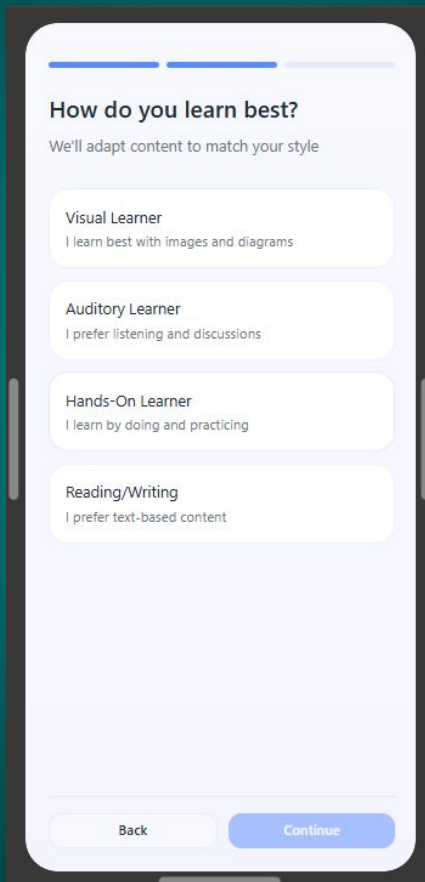 How do you learn best?
We'll adapt content to match your style
Visual Learner
I learn best with images and diagrams
Auditory Learner
I prefer listening and discussions
Hands-On Learner
I learn by doing and practicing
Reading/Writing
I prefer text-based content
Back
Continue